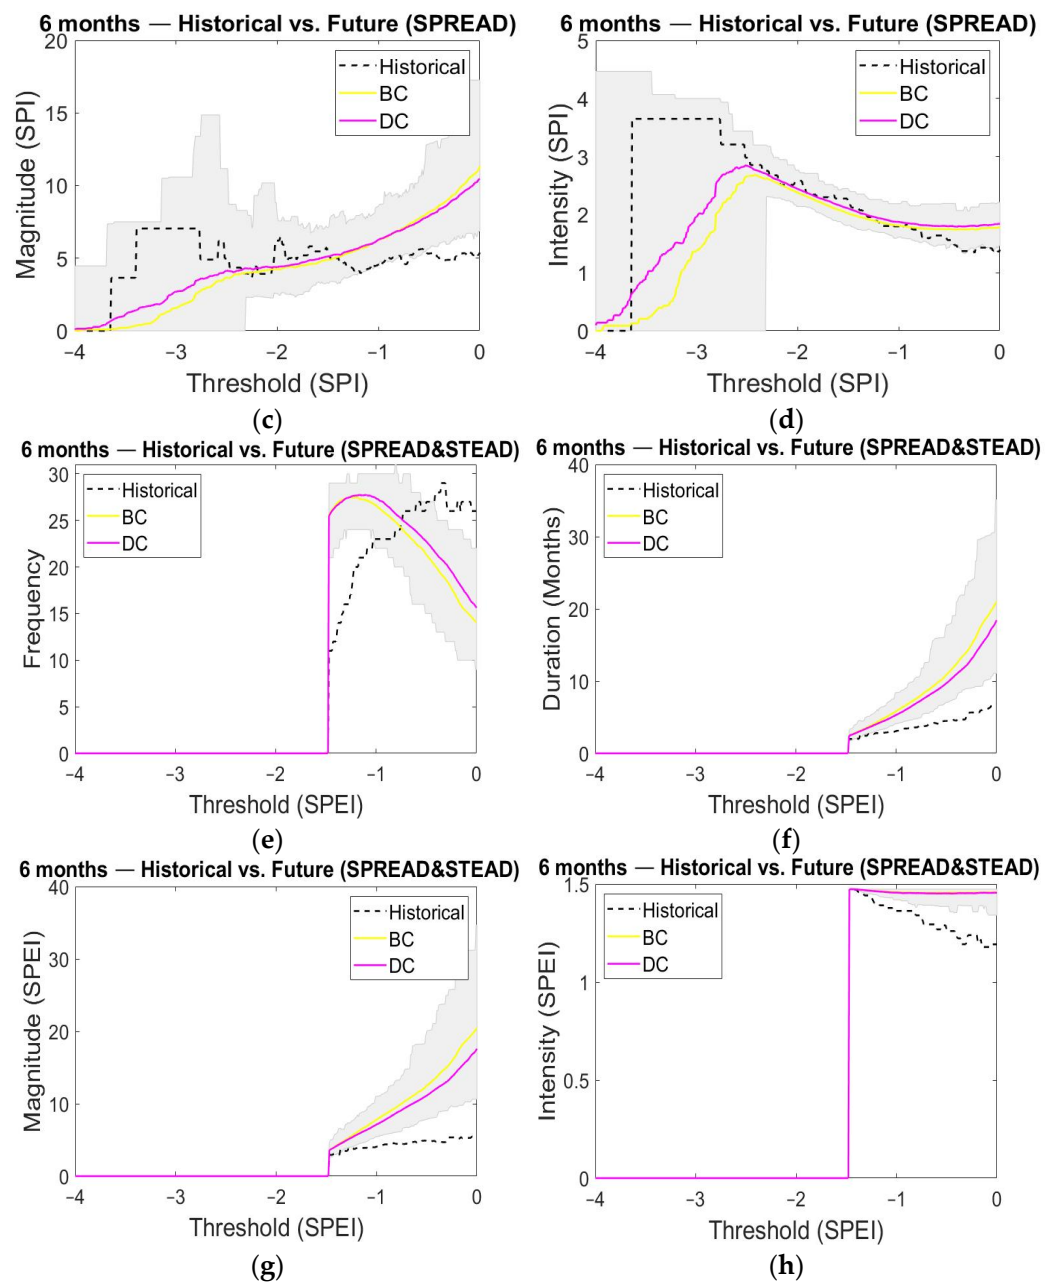 6 months — Historical vs. Future (SPREAD)
20
15
10
5
0
Magnitude (SPI)
Historical
BC
DC
−4
−3
−2
−1
0
Threshold (SPI)
(c)
6 months — Historical vs. Future (SPREAD)
5
4
3
2
1
0
Intensity (SPI)
Historical
BC
DC
−4
−3
−2
−1
0
Threshold (SPI)
(d)
6 months — Historical vs. Future (SPREAD&STEAD)
30
25
20
15
10
5
0
Frequency
Historical
BC
DC
−4
−3
−2
−1
0
Threshold (SPEI)
(e)
6 months — Historical vs. Future (SPREAD&STEAD)
40
30
20
10
0
Duration (Months)
Historical
BC
DC
−4
−3
−2
−1
0
Threshold (SPEI)
(f)
6 months — Historical vs. Future (SPREAD&STEAD)
40
30
20
10
0
Magnitude (SPEI)
Historical
BC
DC
−4
−3
−2
−1
0
Threshold (SPEI)
(g)
6 months — Historical vs. Future (SPREAD&STEAD)
1.5
1
0.5
0
Intensity (SPEI)
Historical
BC
DC
−4
−3
−2
−1
0
Threshold (SPEI)
(h)